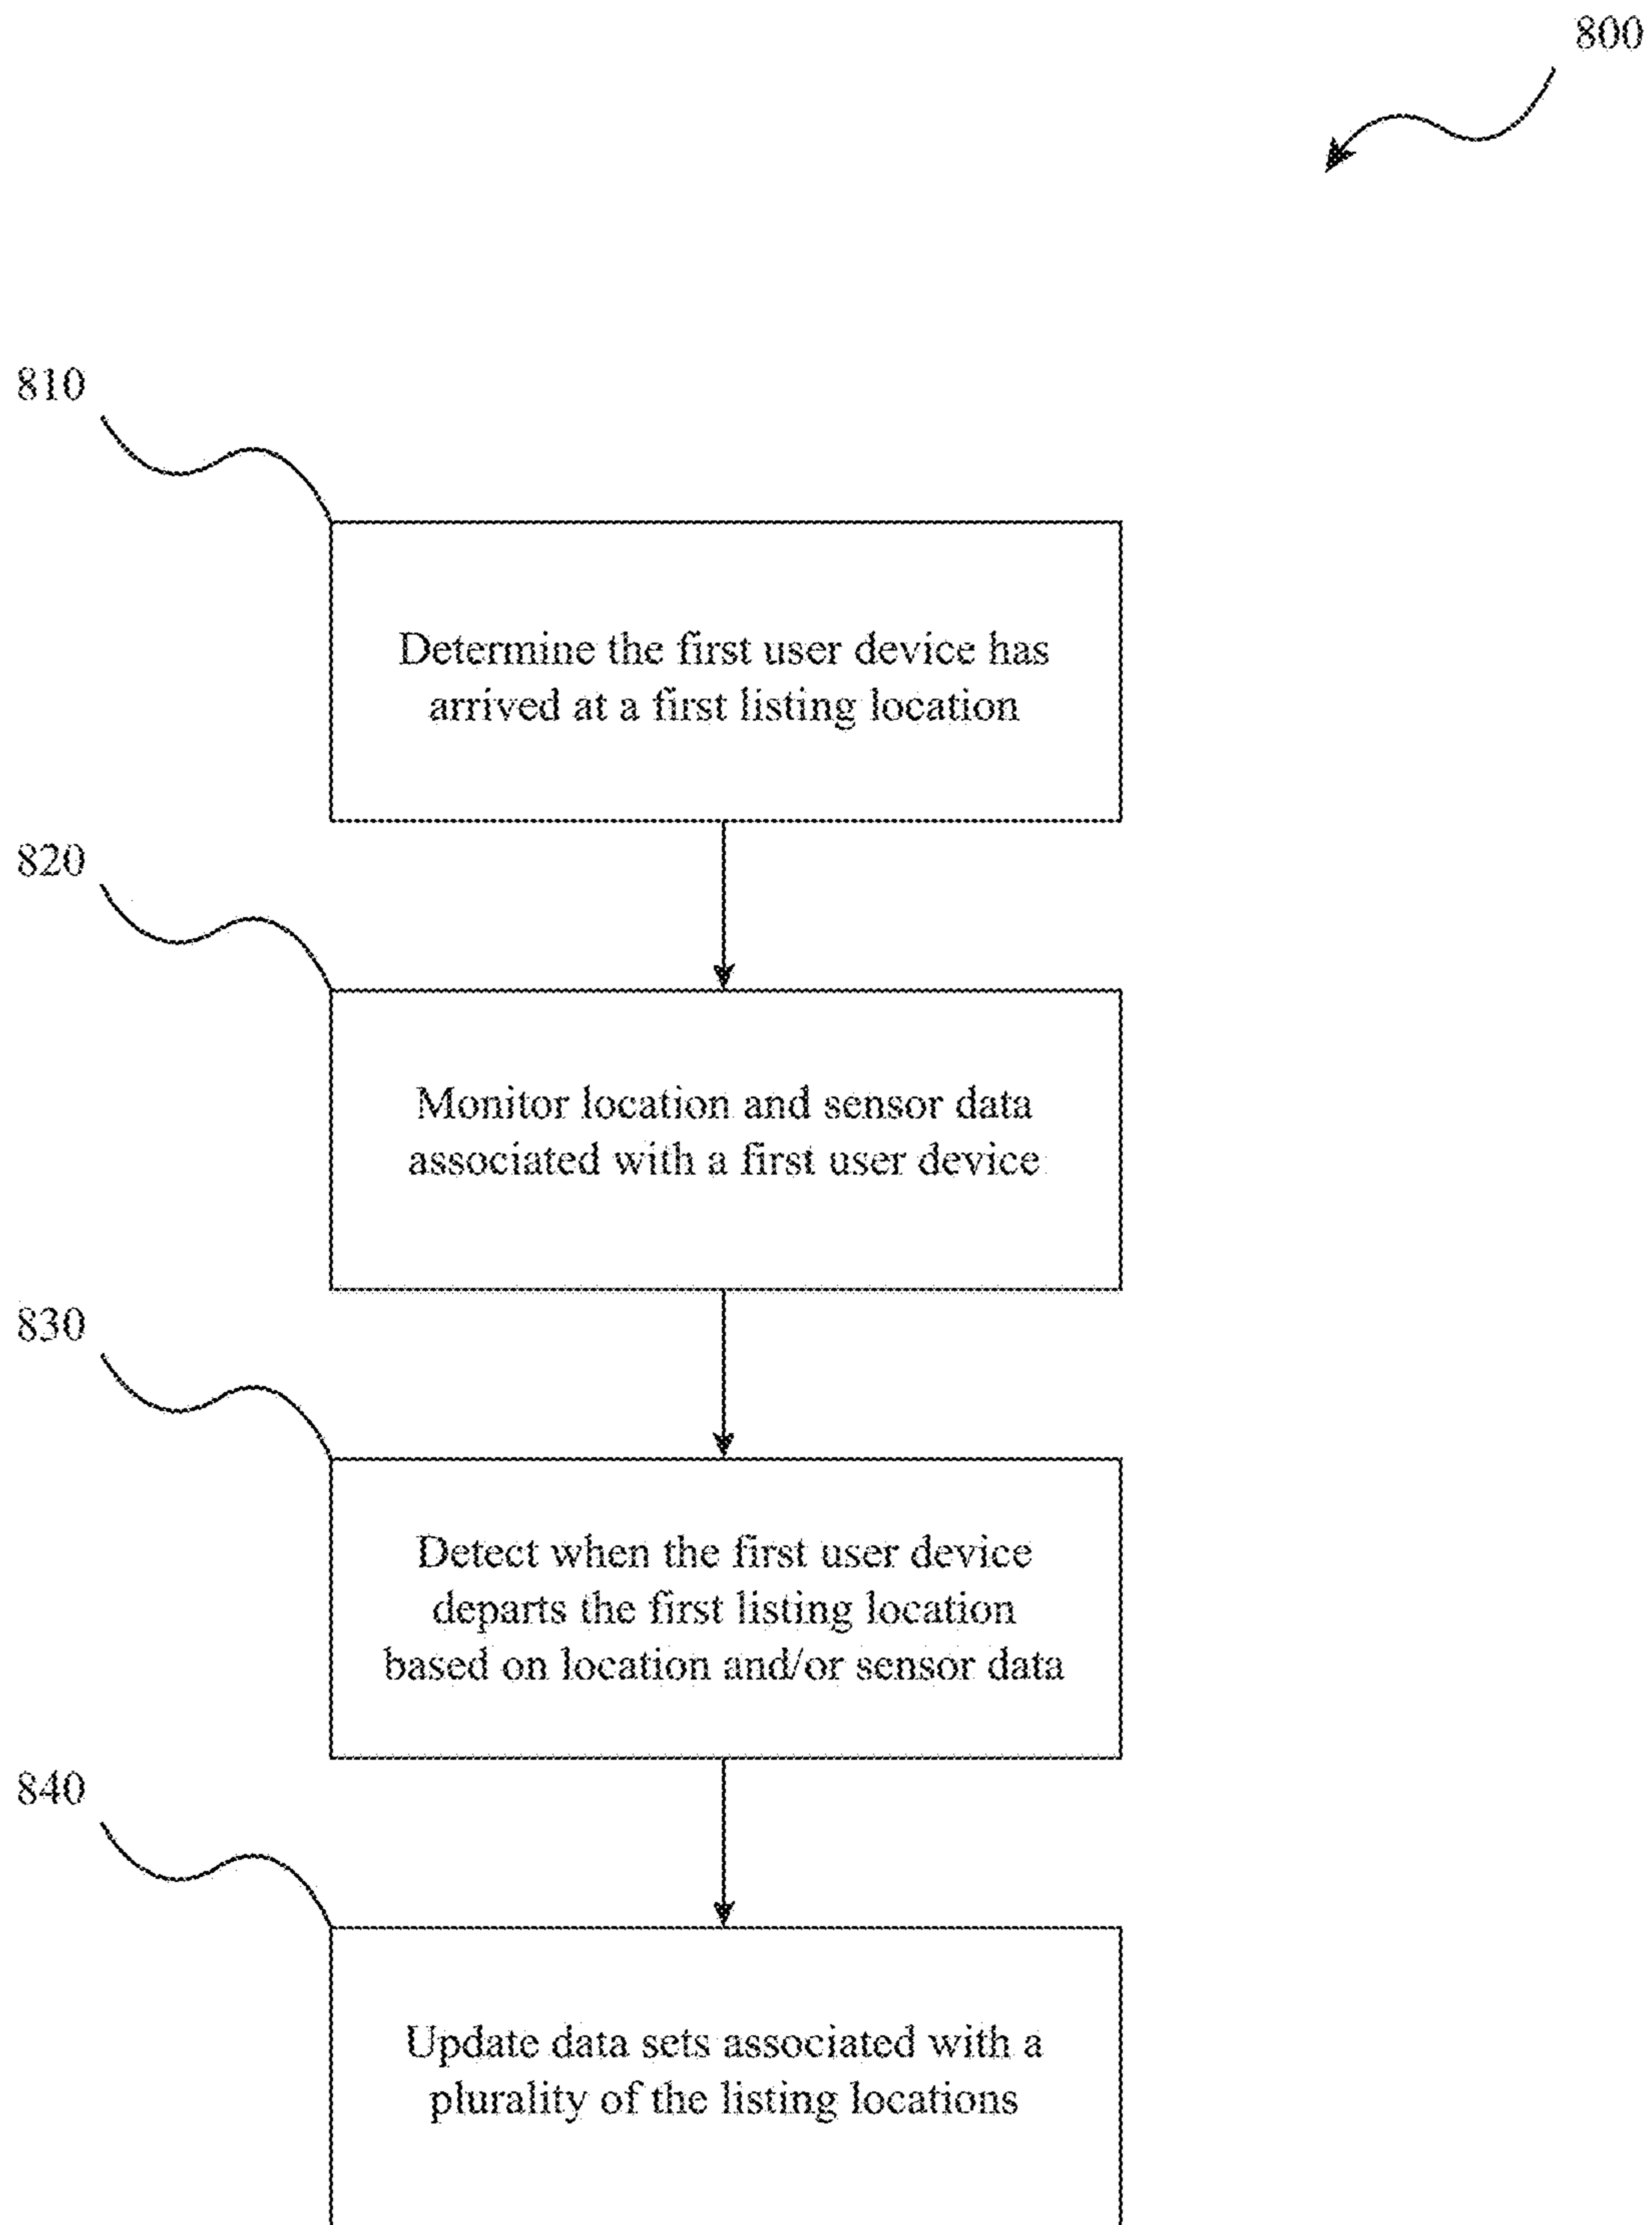 800
810
Determine the first user device has
arrived at a first listing location
820
Monitor location and sensor data
associated with a first user device
830
Detect when the first user device
departs the first listing location
based on location and/or sensor data
840
Update data sets associated with a
plurality of the listing locations